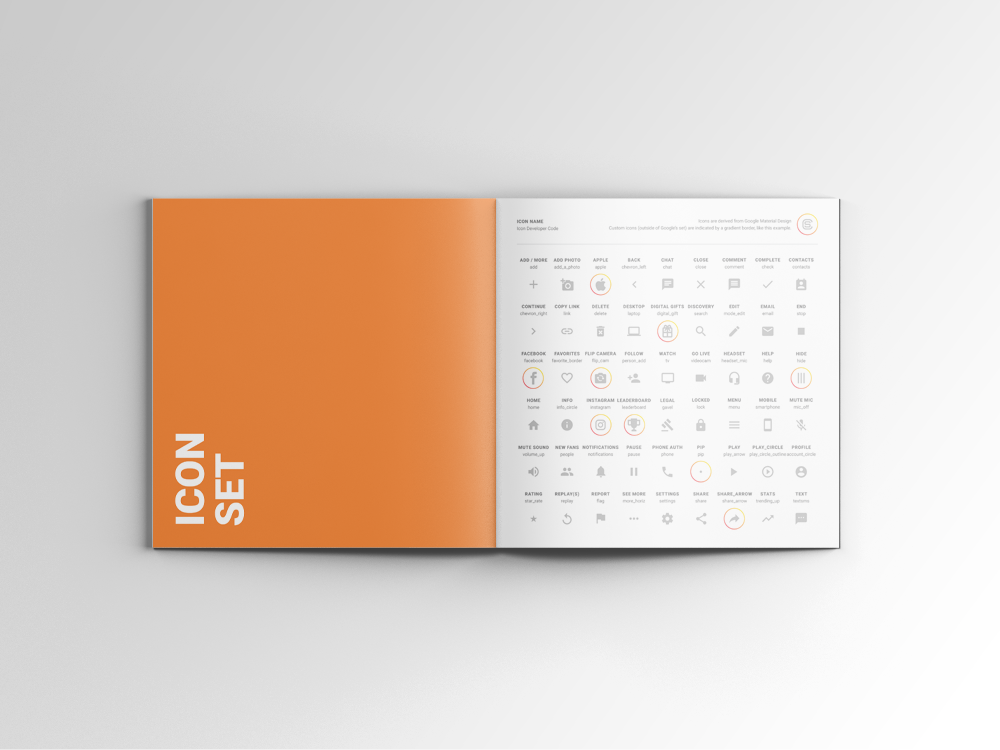 ICON
SET
ICON NAME
Icon Developer Code
Icons are derived from Google Material Design.
Custom icons (outside of Google's set) are indicated by a gradient border, like this example.
ADD / MORE ADD PHOTO APPLE BACK CHAT CLOSE COMMENT COMPLETE CONTACTS
add add_a_photo apple chevron_left chat close comment check contacts
CONTINUE COPY LINK DELETE DESKTOP DIGITAL GIFTS DISCOVERY EDIT EMAIL END
chevron_right link delete laptop digital_gift search mode_edit email stop
FACEBOOK FAVORITES FLIP CAMERA FOLLOW WATCH GO LIVE HEADSET HELP HIDE
facebook favorite_border flip_cam person_add tv videocam headset_mic help hide
HOME INFO INSTAGRAM LEADERBOARD LEGAL LOCKED MENU MOBILE MUTE MIC
home info_circle instagram leaderboard gavel lock menu smartphone mic_off
MUTE SOUND NEW FANS NOTIFICATIONS PAUSE PHONE AUTH PIP PLAY PLAY_CIRCLE PROFILE
volume_up people notifications pause phone pip play_arrow play_circle_outline account_circle
RATING REPLAY(S) REPORT SEE MORE SETTINGS SHARE SHARE_ARROW STATS TEXT
star_rate replay flag more_horiz settings share share_arrow trending_up textsms